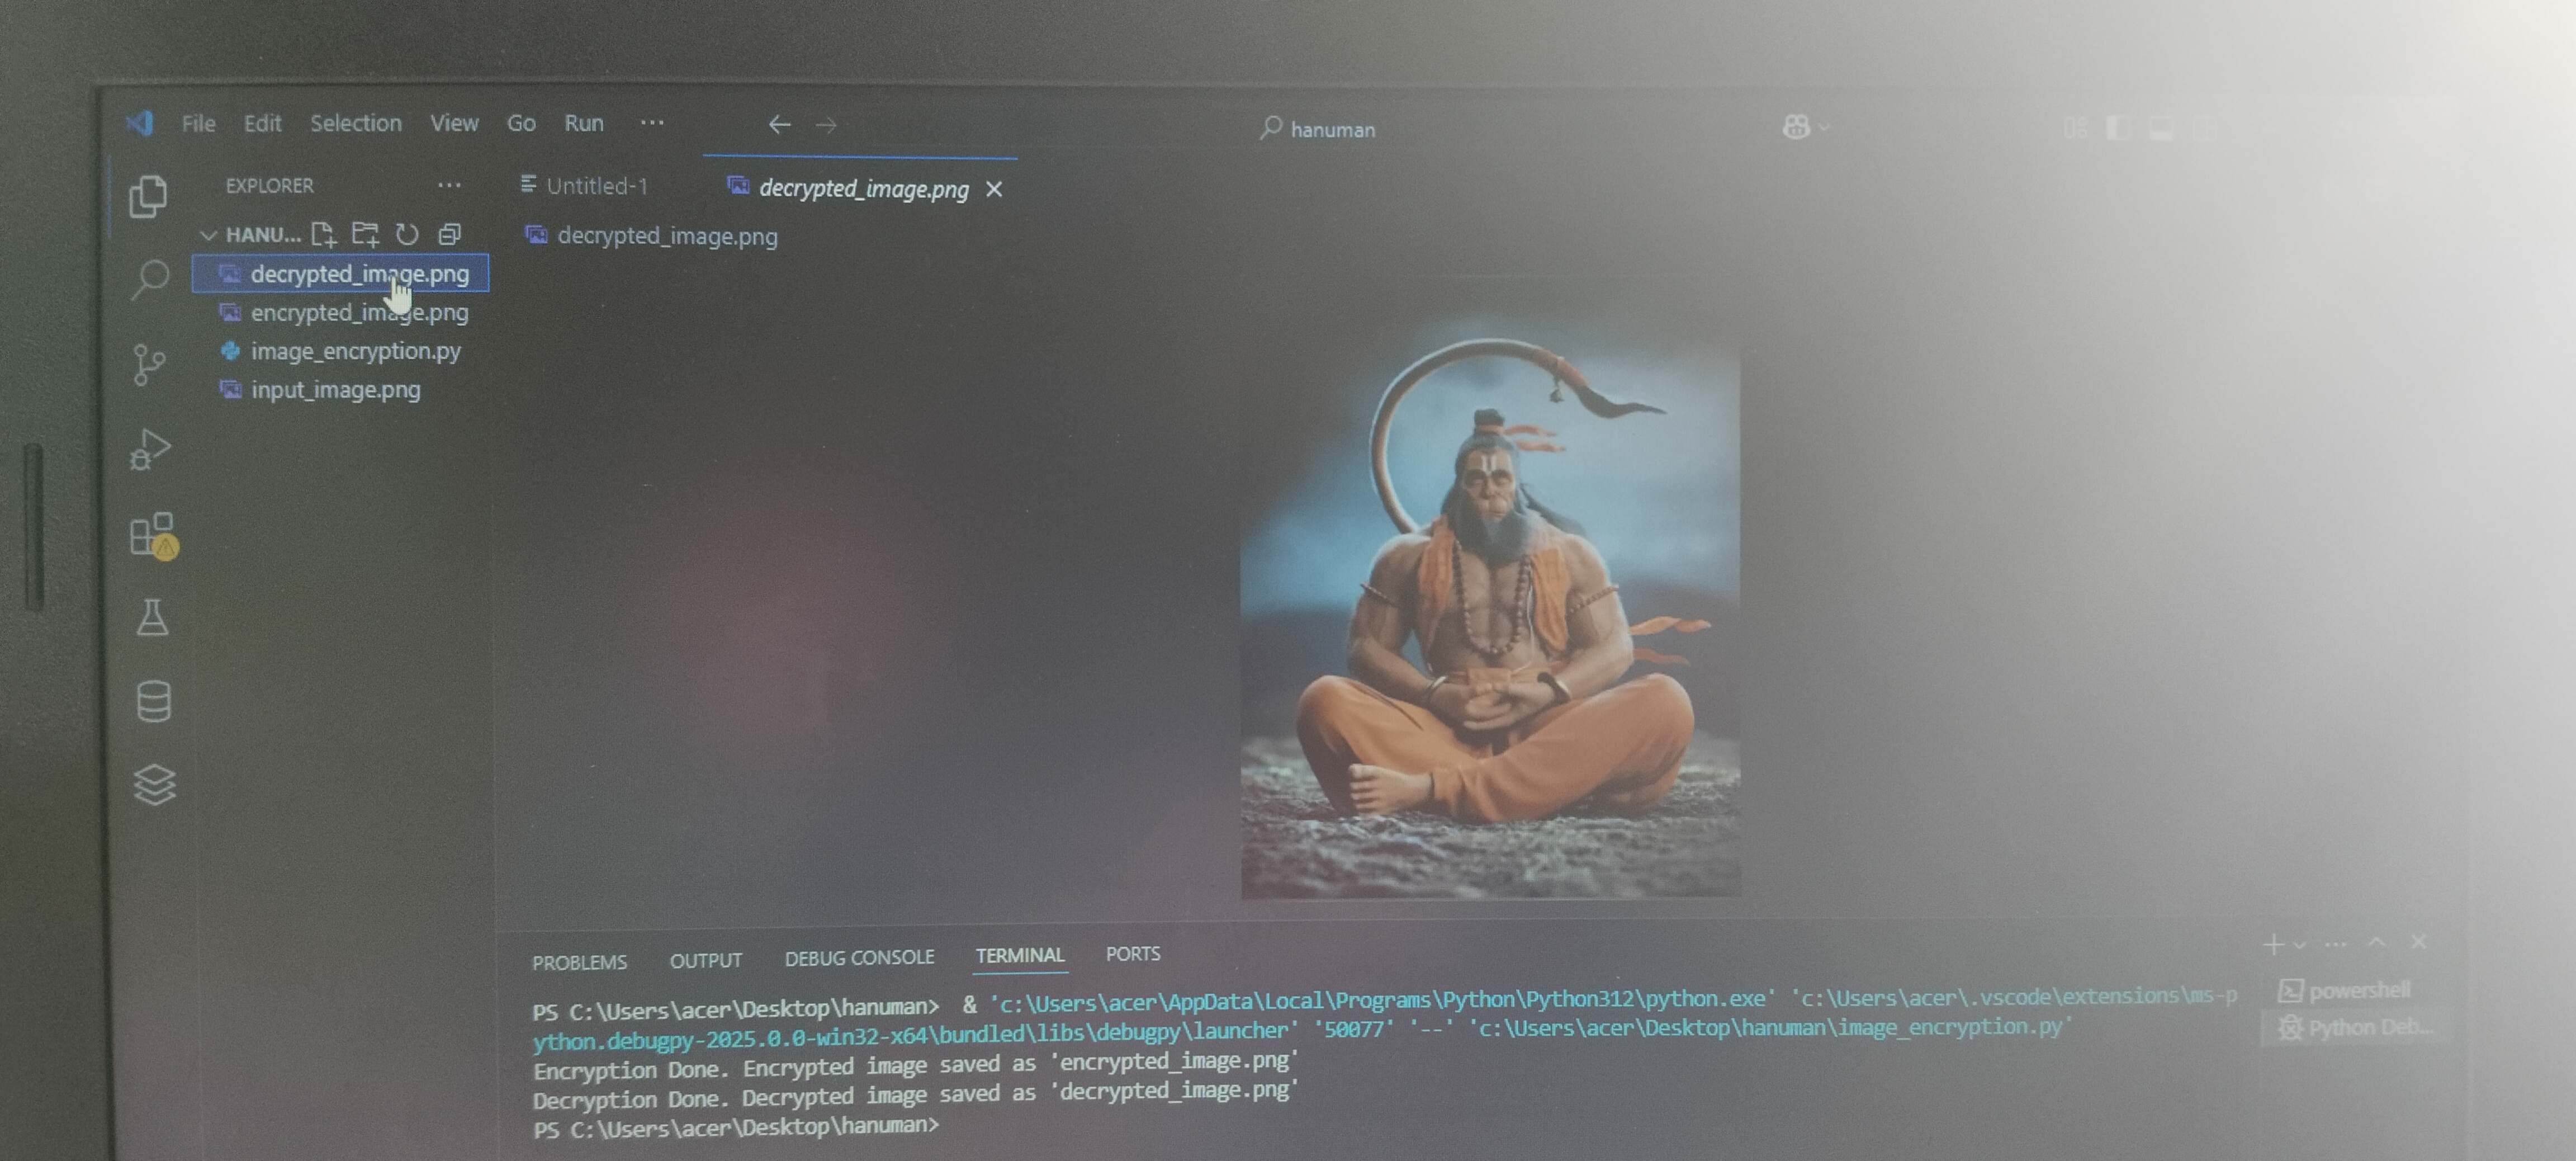 File Edit Selection View Go Run ...
hanuman
EXPLORER ...
Untitled-1
decrypted_image.png
HANU...
decrypted_image.png
decrypted_image.png
encrypted_image.png
image_encryption.py
input_image.png
PROBLEMS OUTPUT DEBUG CONSOLE TERMINAL PORTS
PS C:\Users\acer\Desktop\hanuman> & 'c:\Users\acer\AppData\Local\Programs\Python\Python312\python.exe' 'c:\Users\acer\.vscode\extensions\ms-p
ython.debugpy-2025.0.0-win32-x64\bundled\libs\debugpy\launcher' '50077' '--' 'c:\Users\acer\Desktop\hanuman\image_encryption.py'
Encryption Done. Encrypted image saved as 'encrypted_image.png'
Decryption Done. Decrypted image saved as 'decrypted_image.png'
PS C:\Users\acer\Desktop\hanuman>
powershell
Python Deb...